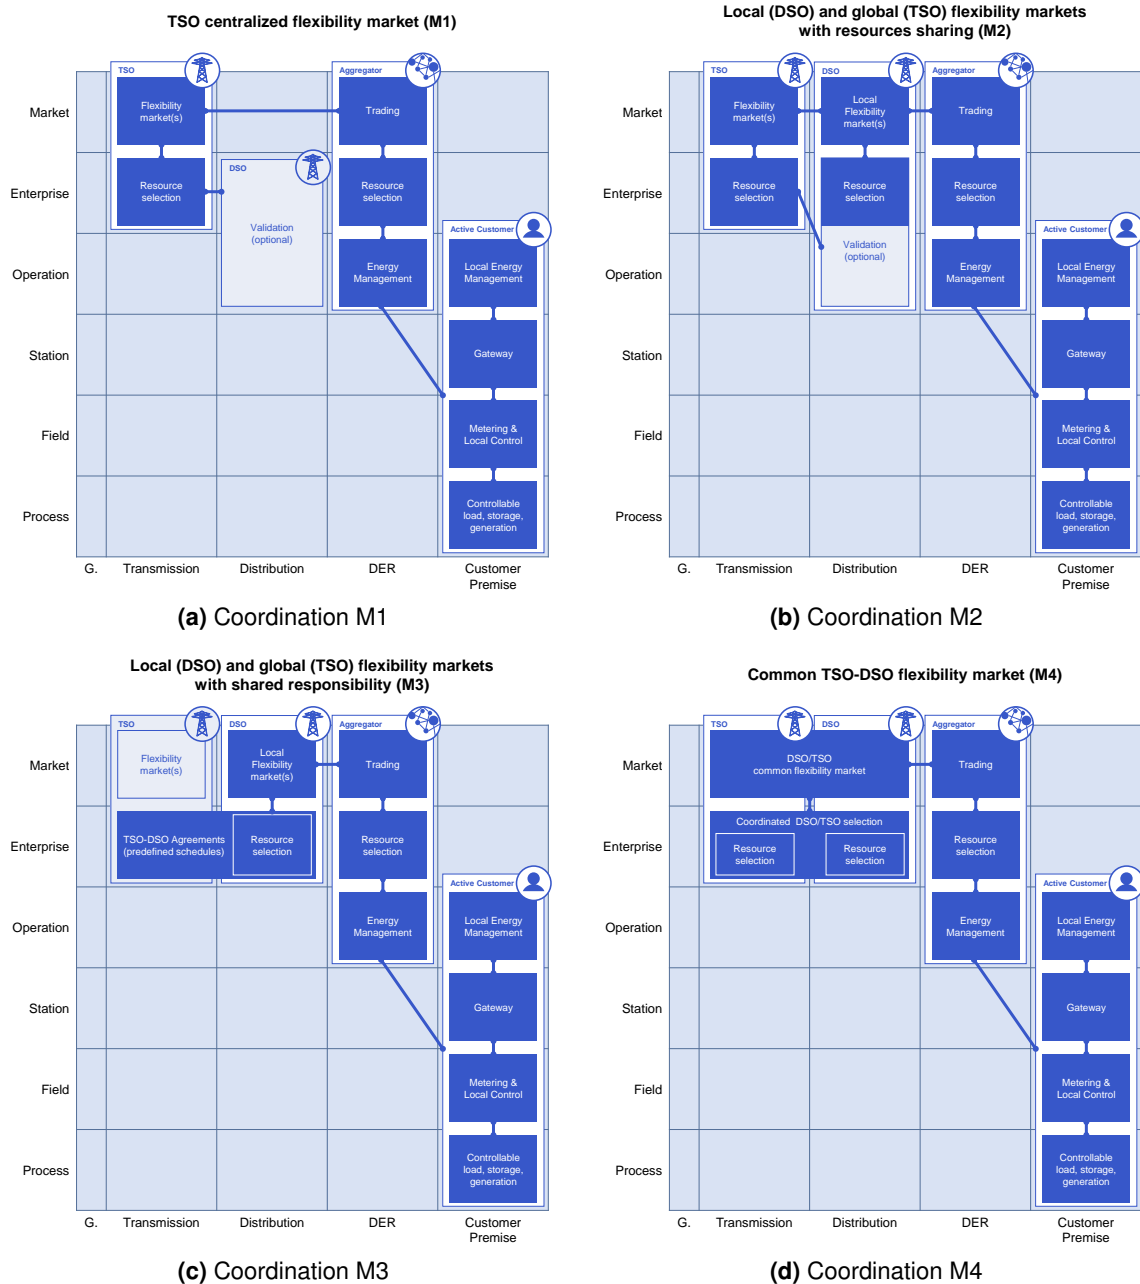 TSO centralized flexibility market (M1)
TSO
Aggregator
Market
Flexibility
market(s)
Trading
DSO
Enterprise
Resource
selection
Resource
selection
Validation
(optional)
Active Customer
Operation
Energy
Management
Local Energy
Management
Station
Gateway
Field
Metering &
Local Control
Process
Controllable
load, storage,
generation
G.
Transmission
Distribution
DER
Customer
Premise
(a) Coordination M1
Local (DSO) and global (TSO) flexibility markets
with resources sharing (M2)
TSO
DSO
Aggregator
Market
Flexibility
market(s)
Local
Flexibility
market(s)
Trading
Enterprise
Resource
selection
Resource
selection
Resource
selection
Validation
(optional)
Active Customer
Operation
Energy
Management
Local Energy
Management
Station
Gateway
Field
Metering &
Local Control
Process
Controllable
load, storage,
generation
G.
Transmission
Distribution
DER
Customer
Premise
(b) Coordination M2
Local (DSO) and global (TSO) flexibility markets
with shared responsibility (M3)
TSO
DSO
Aggregator
Market
Flexibility
market(s)
Local
Flexibility
market(s)
Trading
Enterprise
TSO-DSO Agreements
(predefined schedules)
Resource
selection
Resource
selection
Active Customer
Operation
Energy
Management
Local Energy
Management
Station
Gateway
Field
Metering &
Local Control
Process
Controllable
load, storage,
generation
G.
Transmission
Distribution
DER
Customer
Premise
(c) Coordination M3
Common TSO-DSO flexibility market (M4)
TSO
DSO
Aggregator
Market
DSO/TSO
common flexibility market
Trading
Enterprise
Coordinated DSO/TSO selection
Resource
selection
Resource
selection
Resource
selection
Active Customer
Operation
Energy
Management
Local Energy
Management
Station
Gateway
Field
Metering &
Local Control
Process
Controllable
load, storage,
generation
G.
Transmission
Distribution
DER
Customer
Premise
(d) Coordination M4